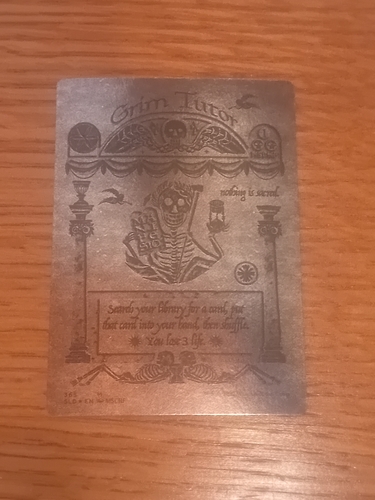 Grim Tutor
nothing is sacred.
Search your library for a card, put
that card into your hand, then shuffle.
You lose 3 life.